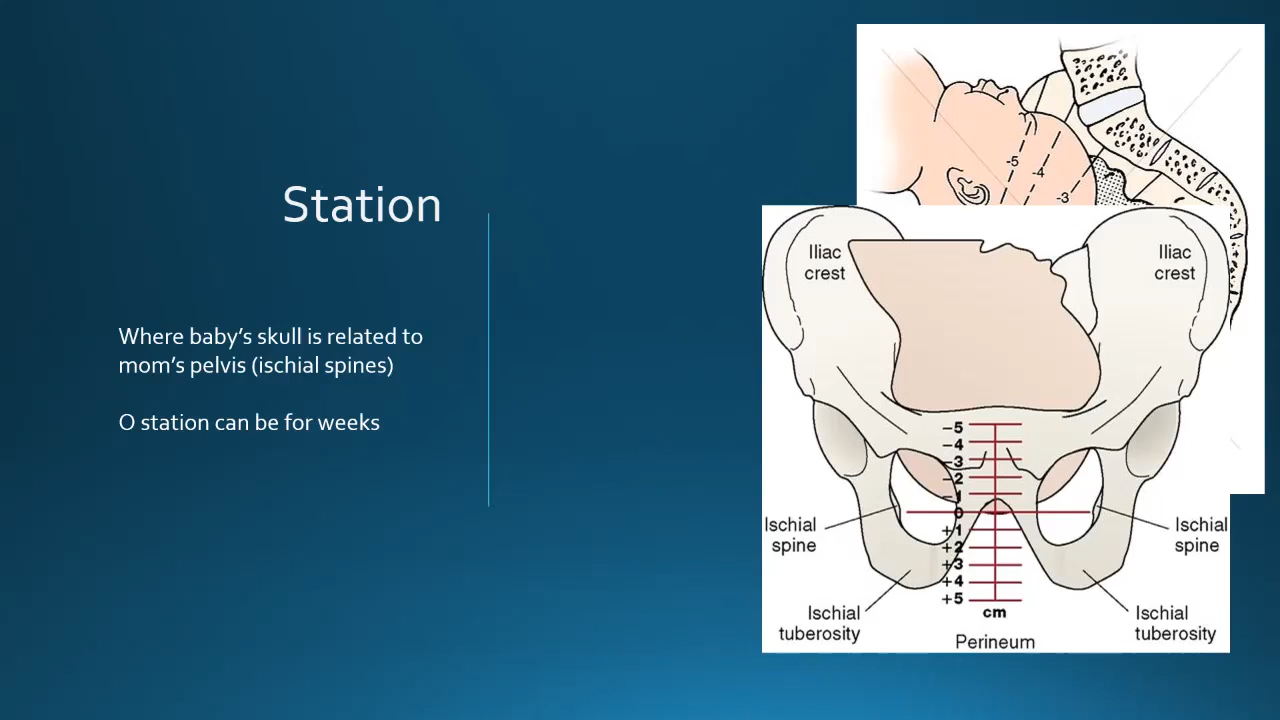 Station
Where baby's skull is related to
mom's pelvis (ischial spines)
O station can be for weeks
-5
-4
-3
Iliac
crest
Iliac
crest
−5
−4
−3
−2
−1
0
+1
+2
+3
+4
+5
cm
Ischial
spine
Ischial
spine
Ischial
tuberosity
Ischial
tuberosity
Perineum